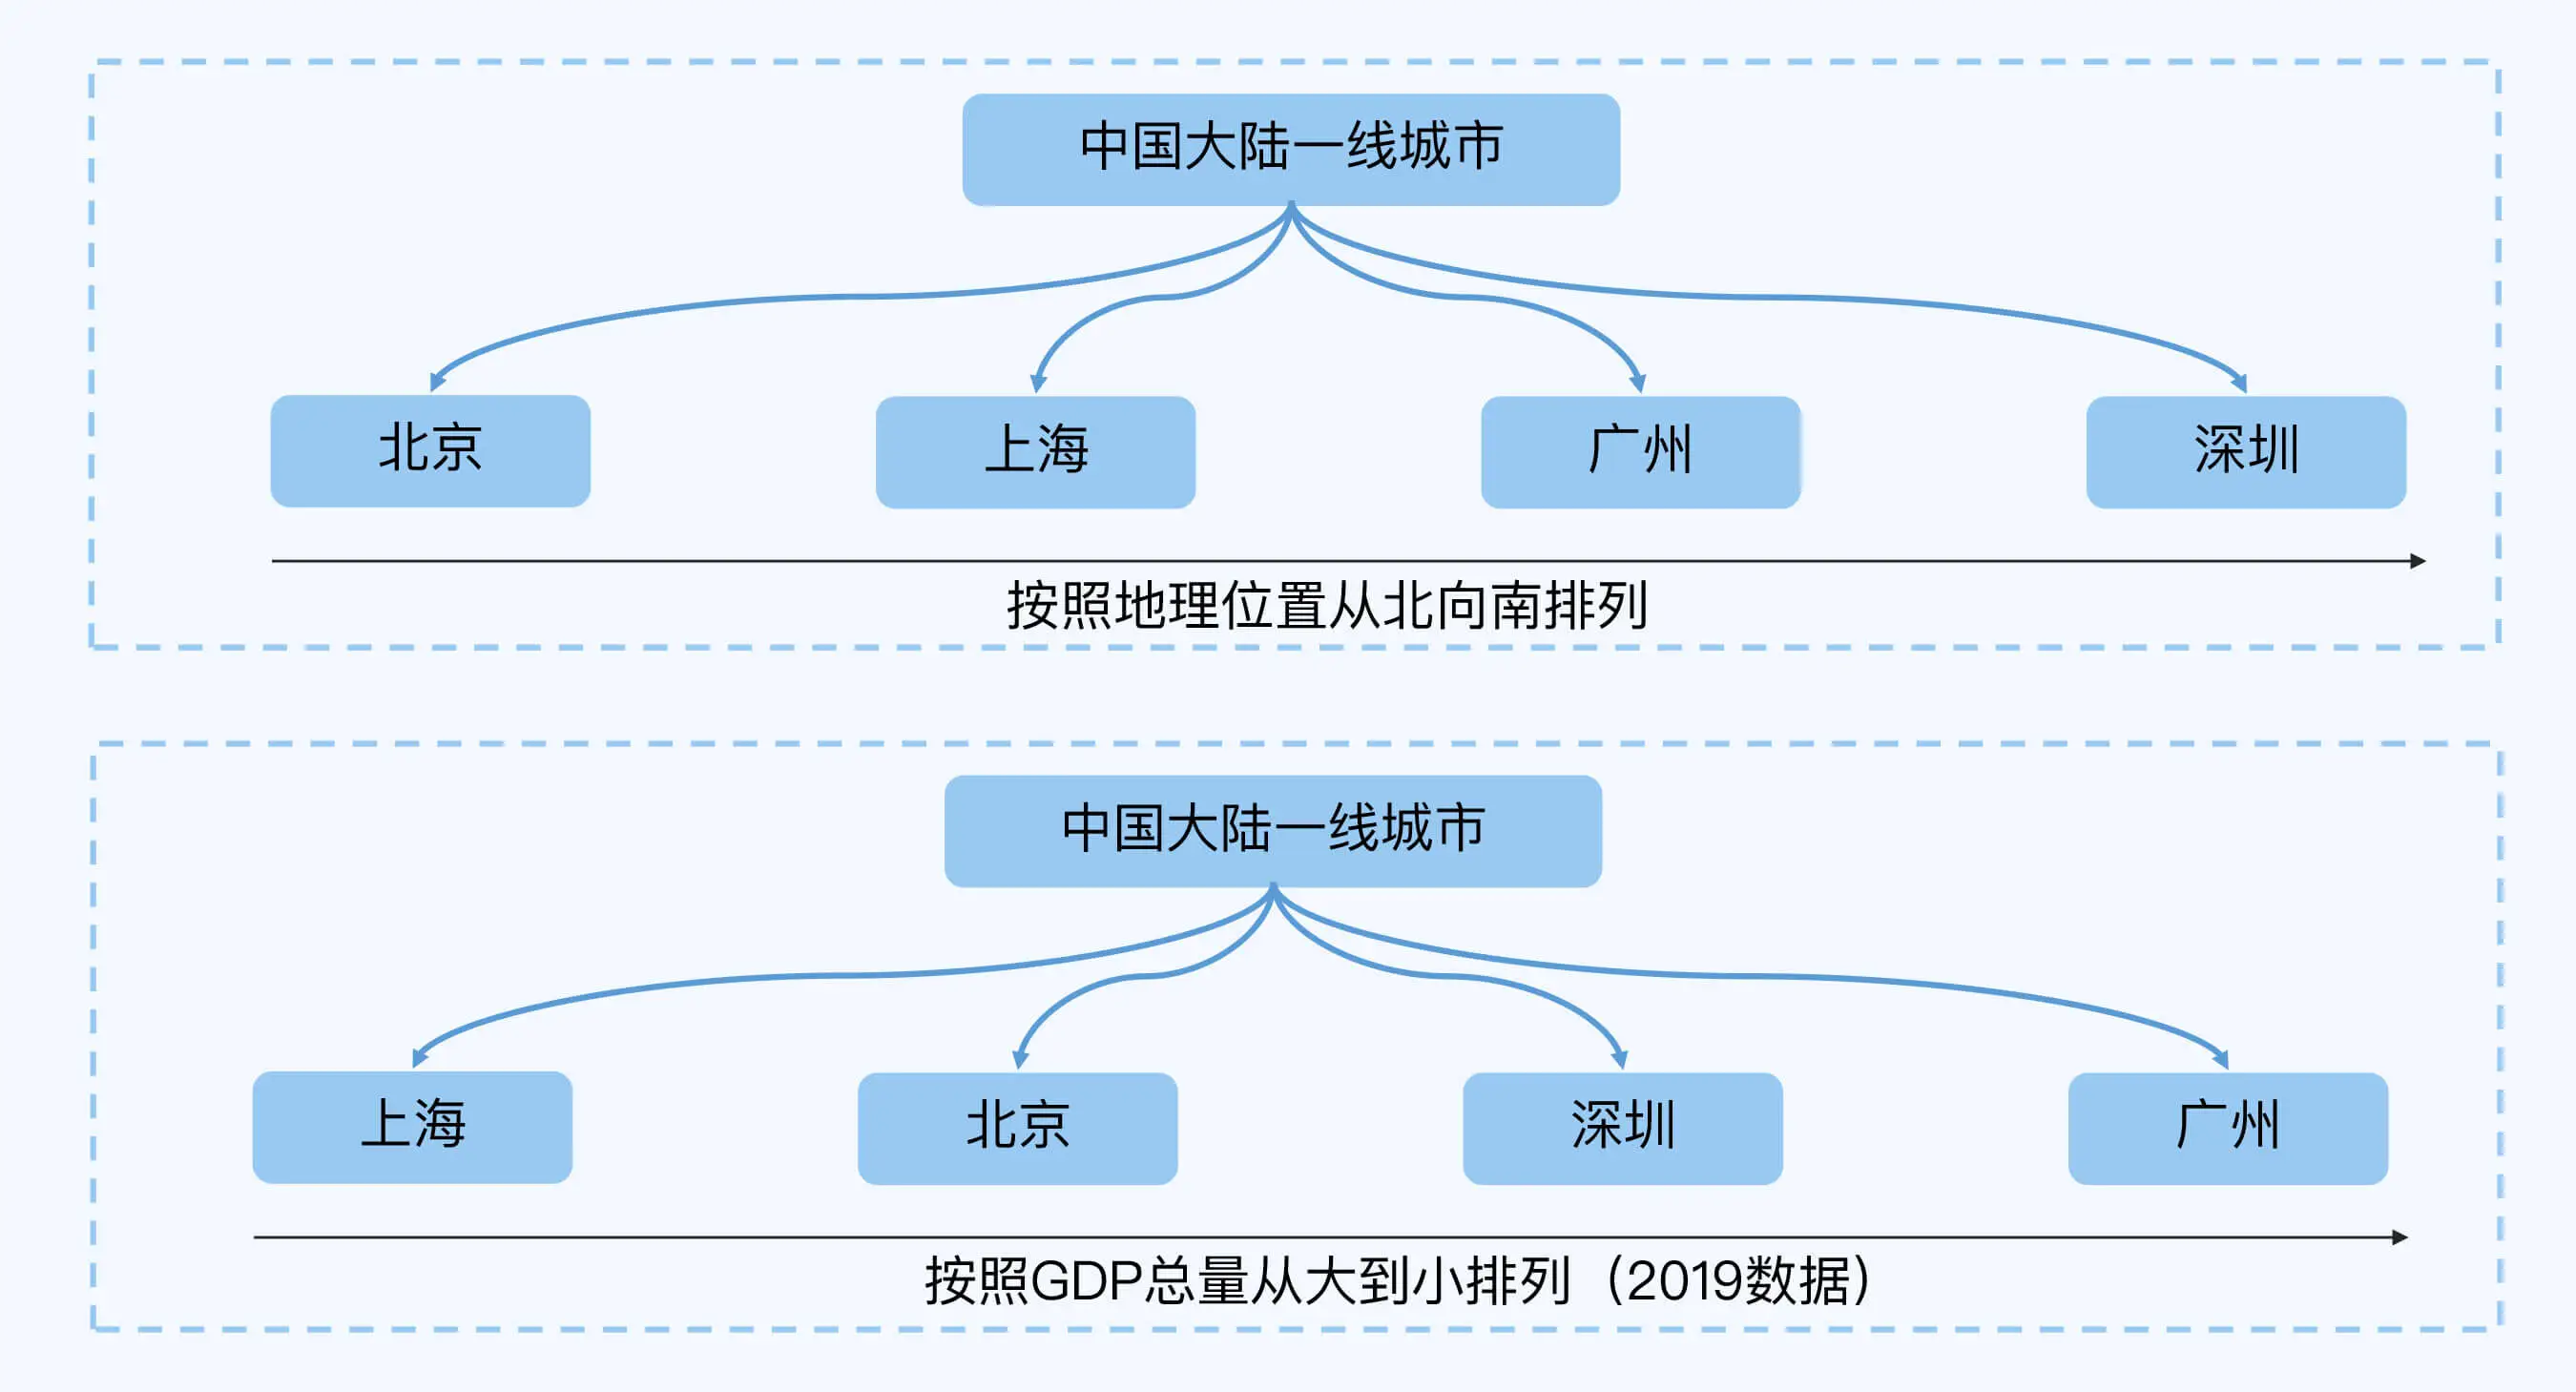 中国大陆一线城市
北京
上海
广州
深圳
按照地理位置从北向南排列
中国大陆一线城市
上海
北京
深圳
广州
按照GDP总量从大到小排列（2019数据）